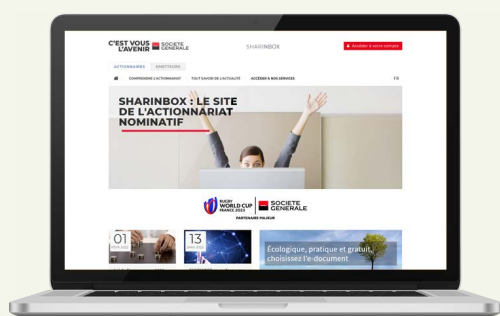 C'EST VOUS
L'AVENIR
SOCIETE
GENERALE
SHARINBOX
Accéder à votre compte
ACTIONNAIRES
EMETTEURS
COMPRENDRE L'ACTIONNARIAT
TOUT SAVOIR DE L'ACTUALITÉ
ACCÉDER À NOS SERVICES
FR
SHARINBOX : LE SITE
DE L'ACTIONNARIAT
NOMINATIF
RUGBY
WORLD CUP
FRANCE 2023
SOCIETE
GENERALE
PARTENAIRE MAJEUR
01
13
Écologique, pratique et gratuit,
choisissez l'e-document